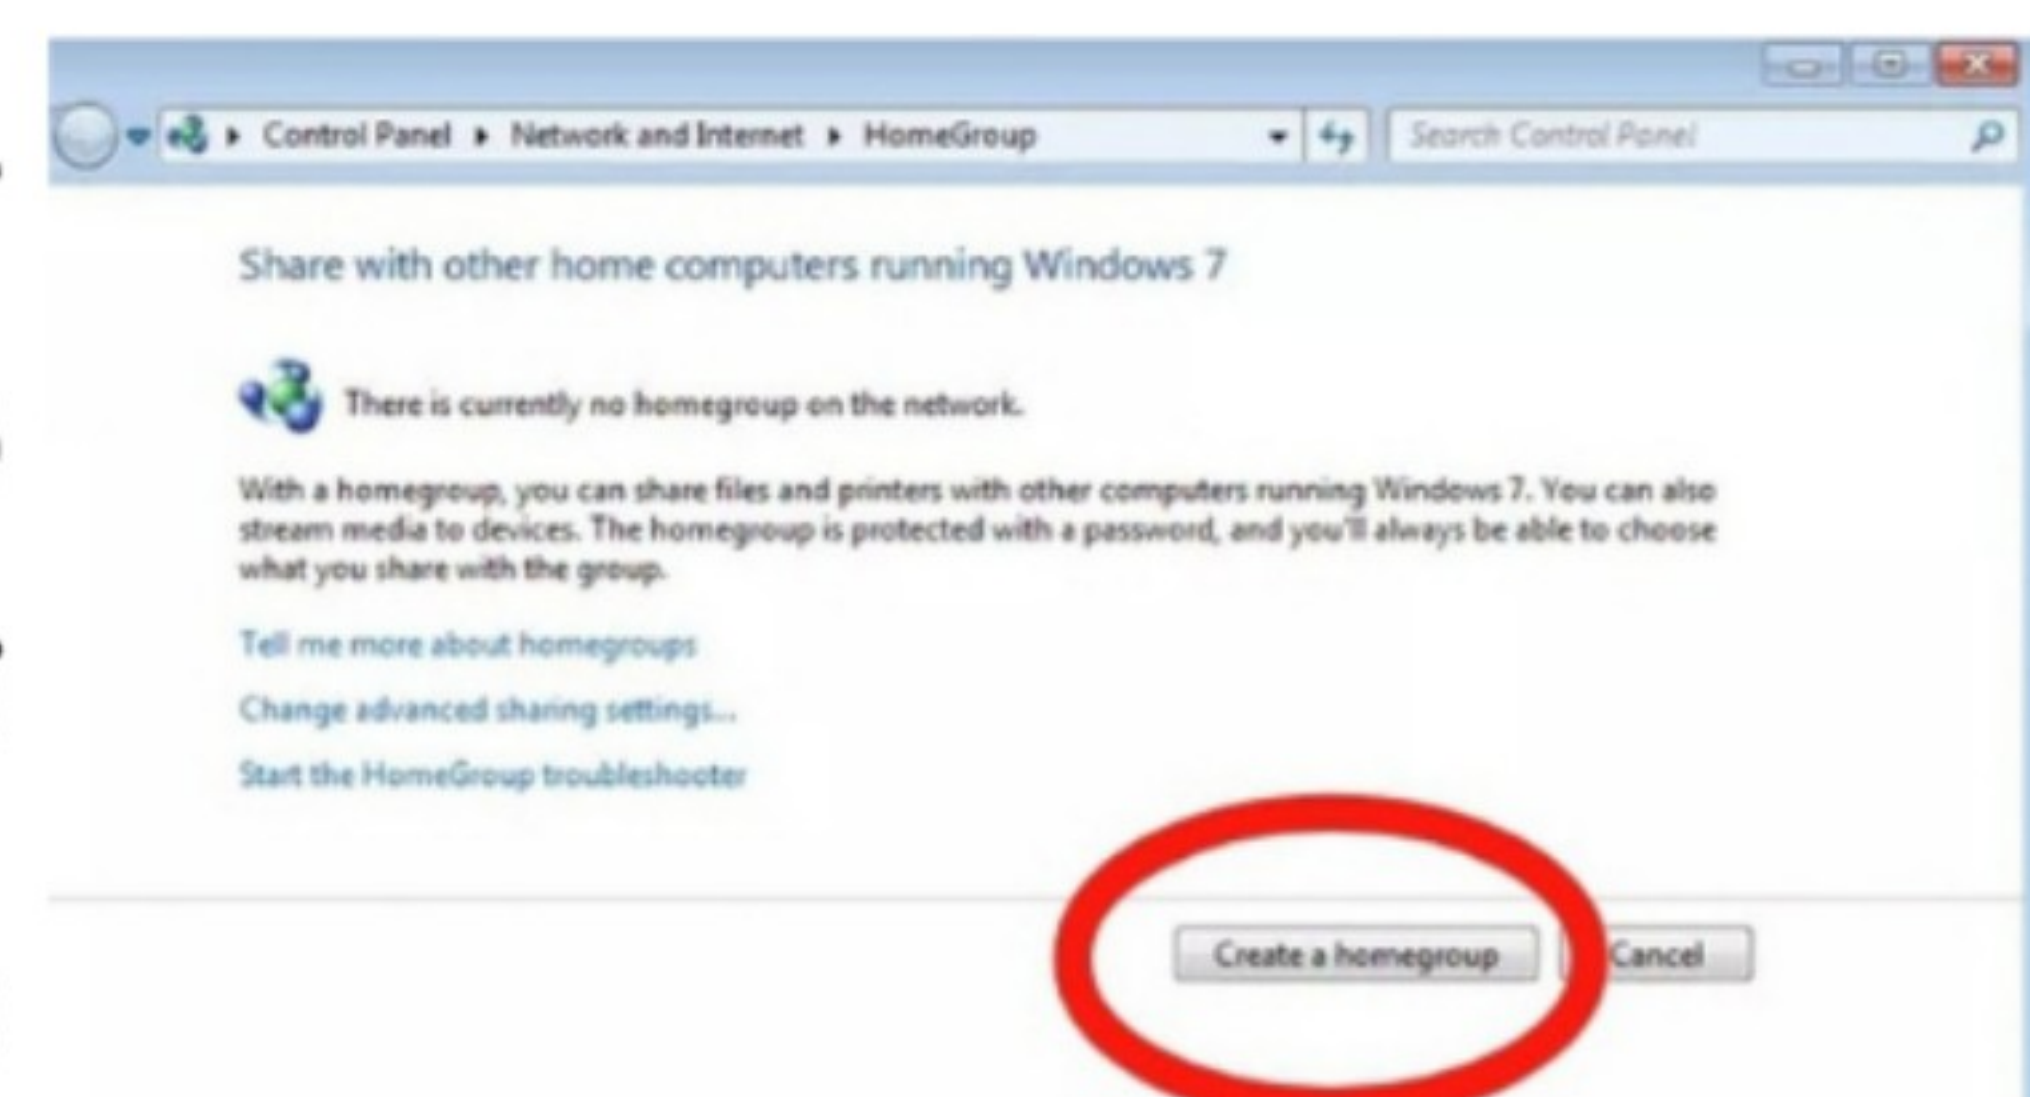 Control Panel Network and Internet HomeGroup Search Control Panel
Share with other home computers running Windows 7
There is currently no homegroup on the network.
With a homegroup, you can share files and printers with other computers running Windows 7. You can also
stream media to devices. The homegroup is protected with a password, and you'll always be able to choose
what you share with the group.
Tell me more about homegroups
Change advanced sharing settings...
Start the HomeGroup troubleshooter
Create a homegroup Cancel